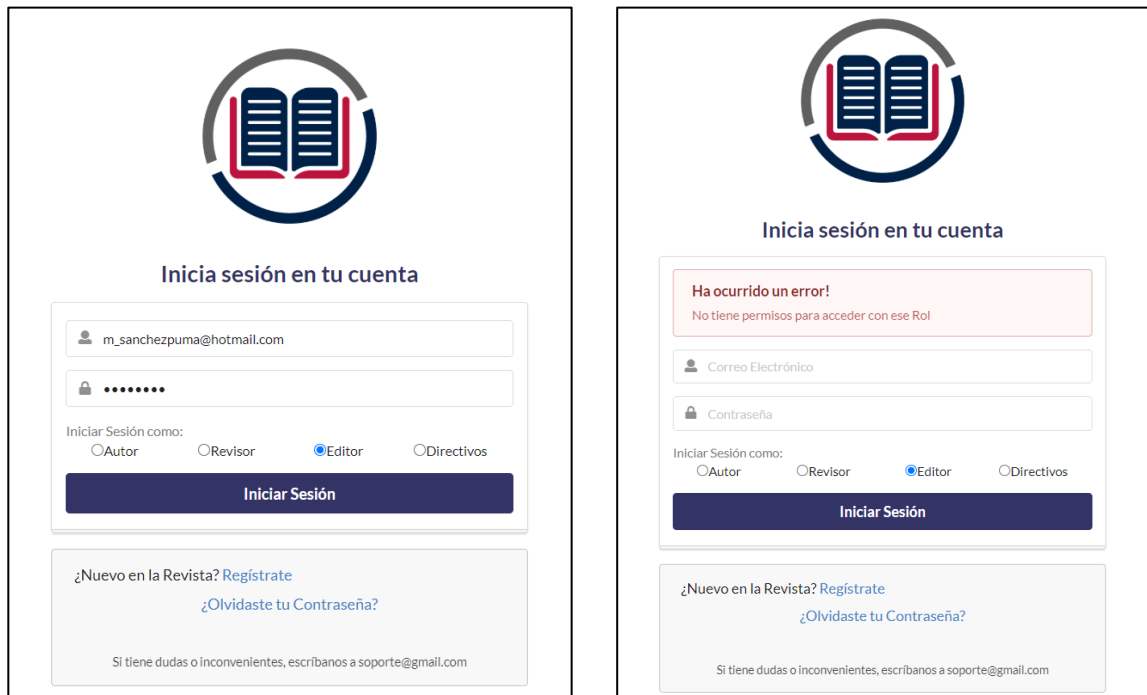 Inicia sesión en tu cuenta
m_sanchezpuma@hotmail.com
••••••••
Iniciar Sesión como:
Autor Revisor Editor Directivos
Iniciar Sesión
¿Nuevo en la Revista? Regístrate
¿Olvidaste tu Contraseña?
Si tiene dudas o inconvenientes, escríbanos a soporte@gmail.com
Inicia sesión en tu cuenta
Ha ocurrido un error!
No tiene permisos para acceder con ese Rol
Correo Electrónico
Contraseña
Iniciar Sesión como:
Autor Revisor Editor Directivos
Iniciar Sesión
¿Nuevo en la Revista? Regístrate
¿Olvidaste tu Contraseña?
Si tiene dudas o inconvenientes, escríbanos a soporte@gmail.com